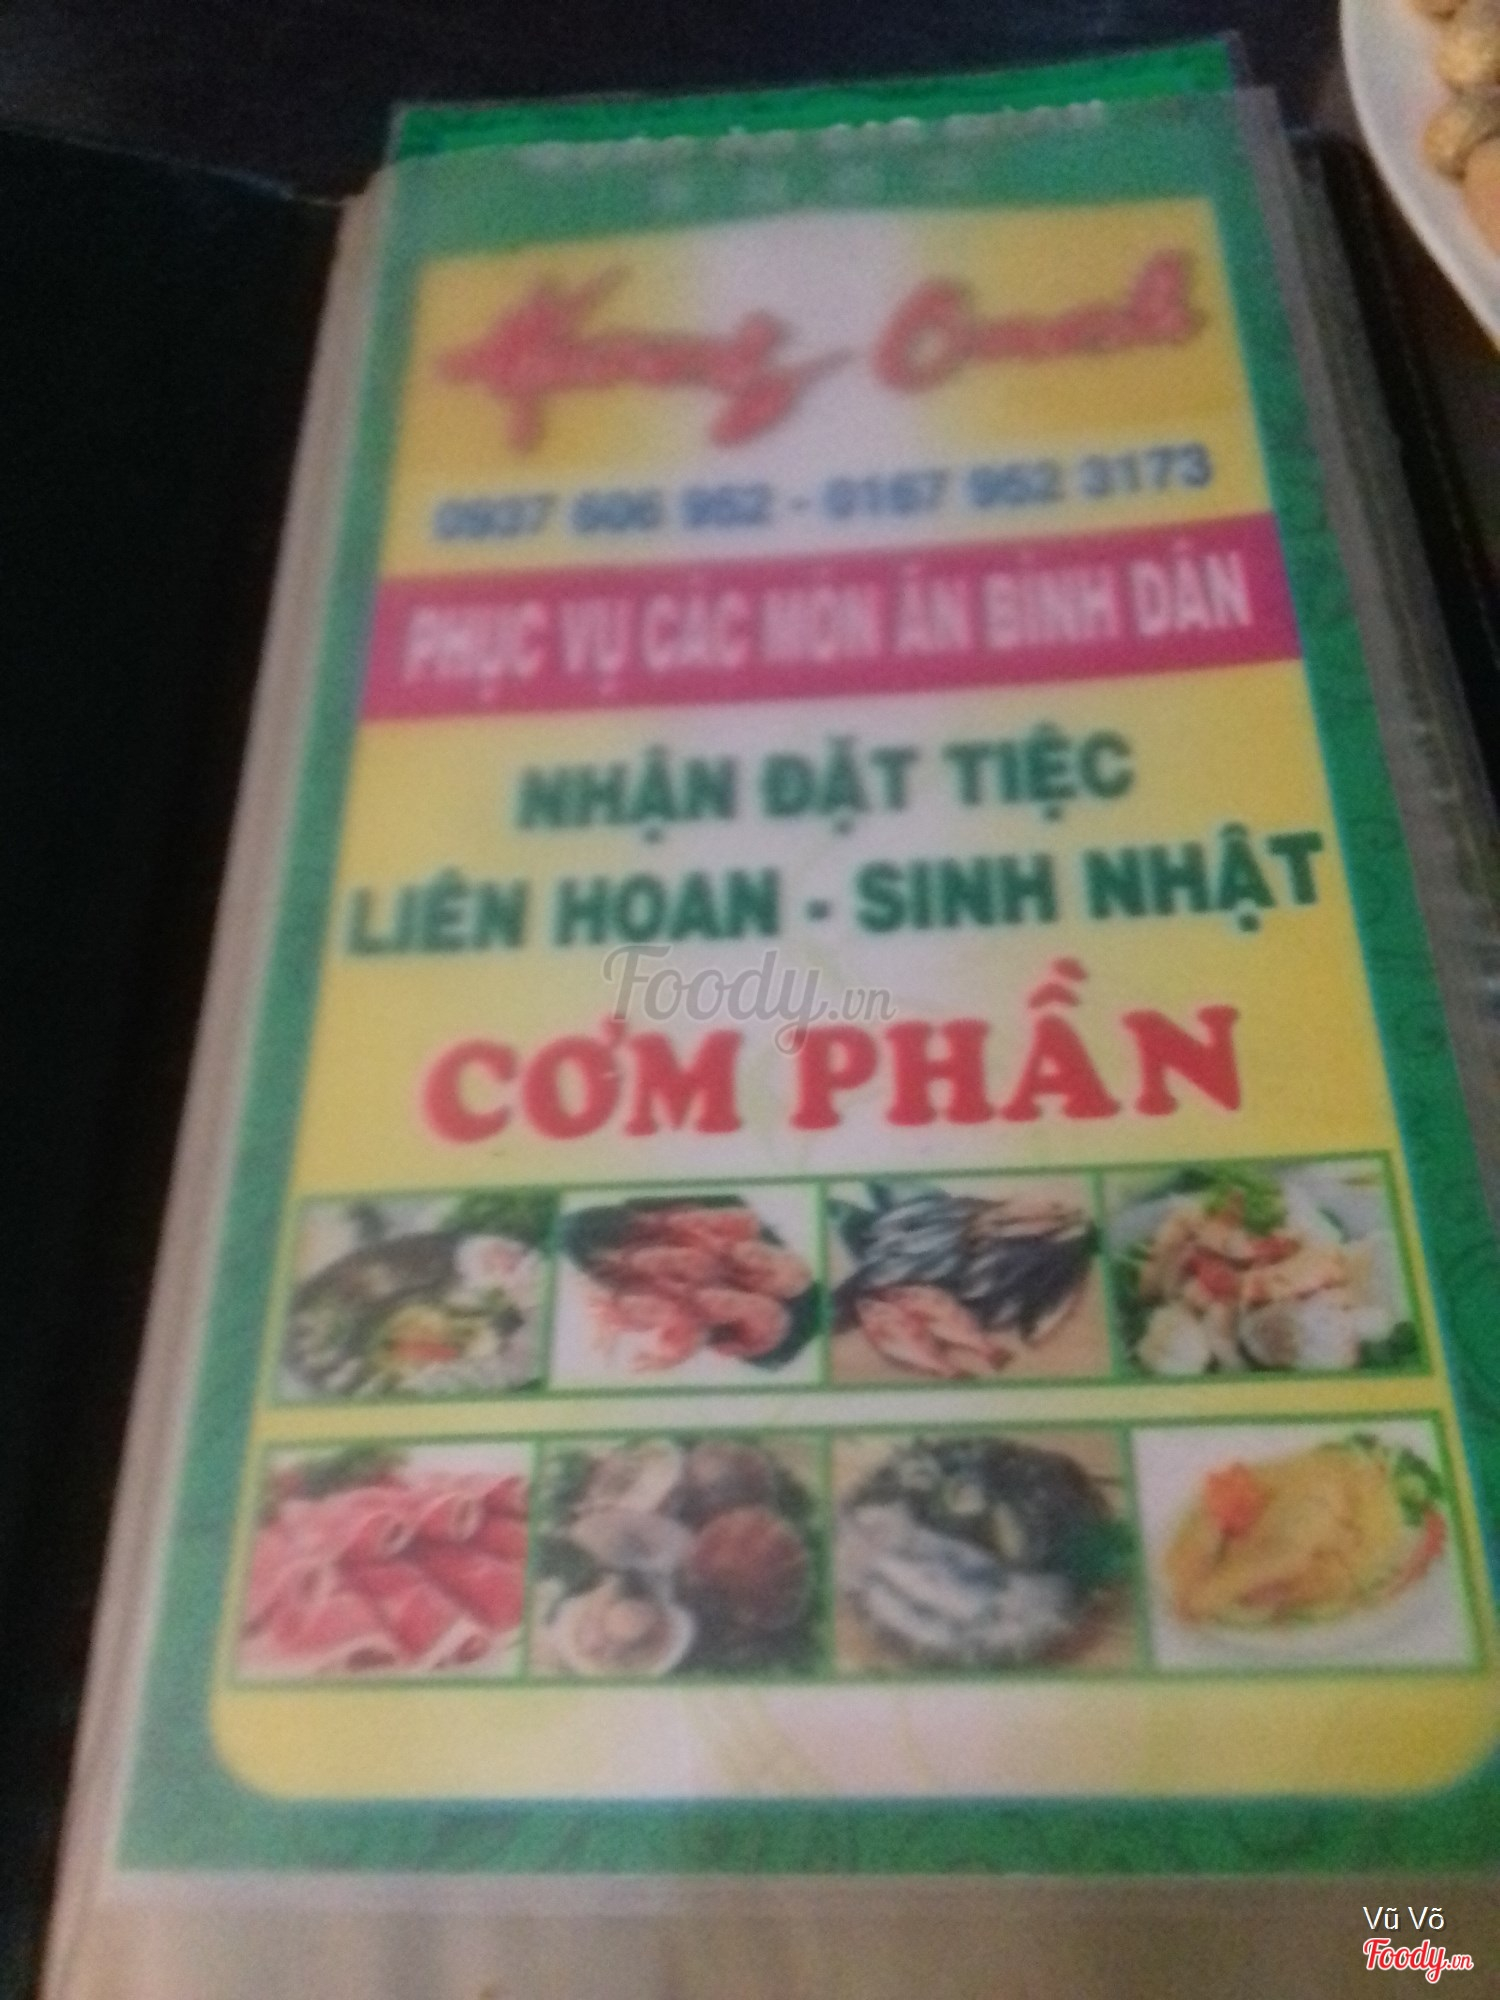 0937 606 952 - 0167 952 3173
PHỤC VỤ CÁC MÓN ĂN BÌNH DÂN
NHẬN ĐẶT TIỆC
LIÊN HOAN - SINH NHẬT
Foody.vn
CƠM PHẦN
Vũ Võ
Foody.vn